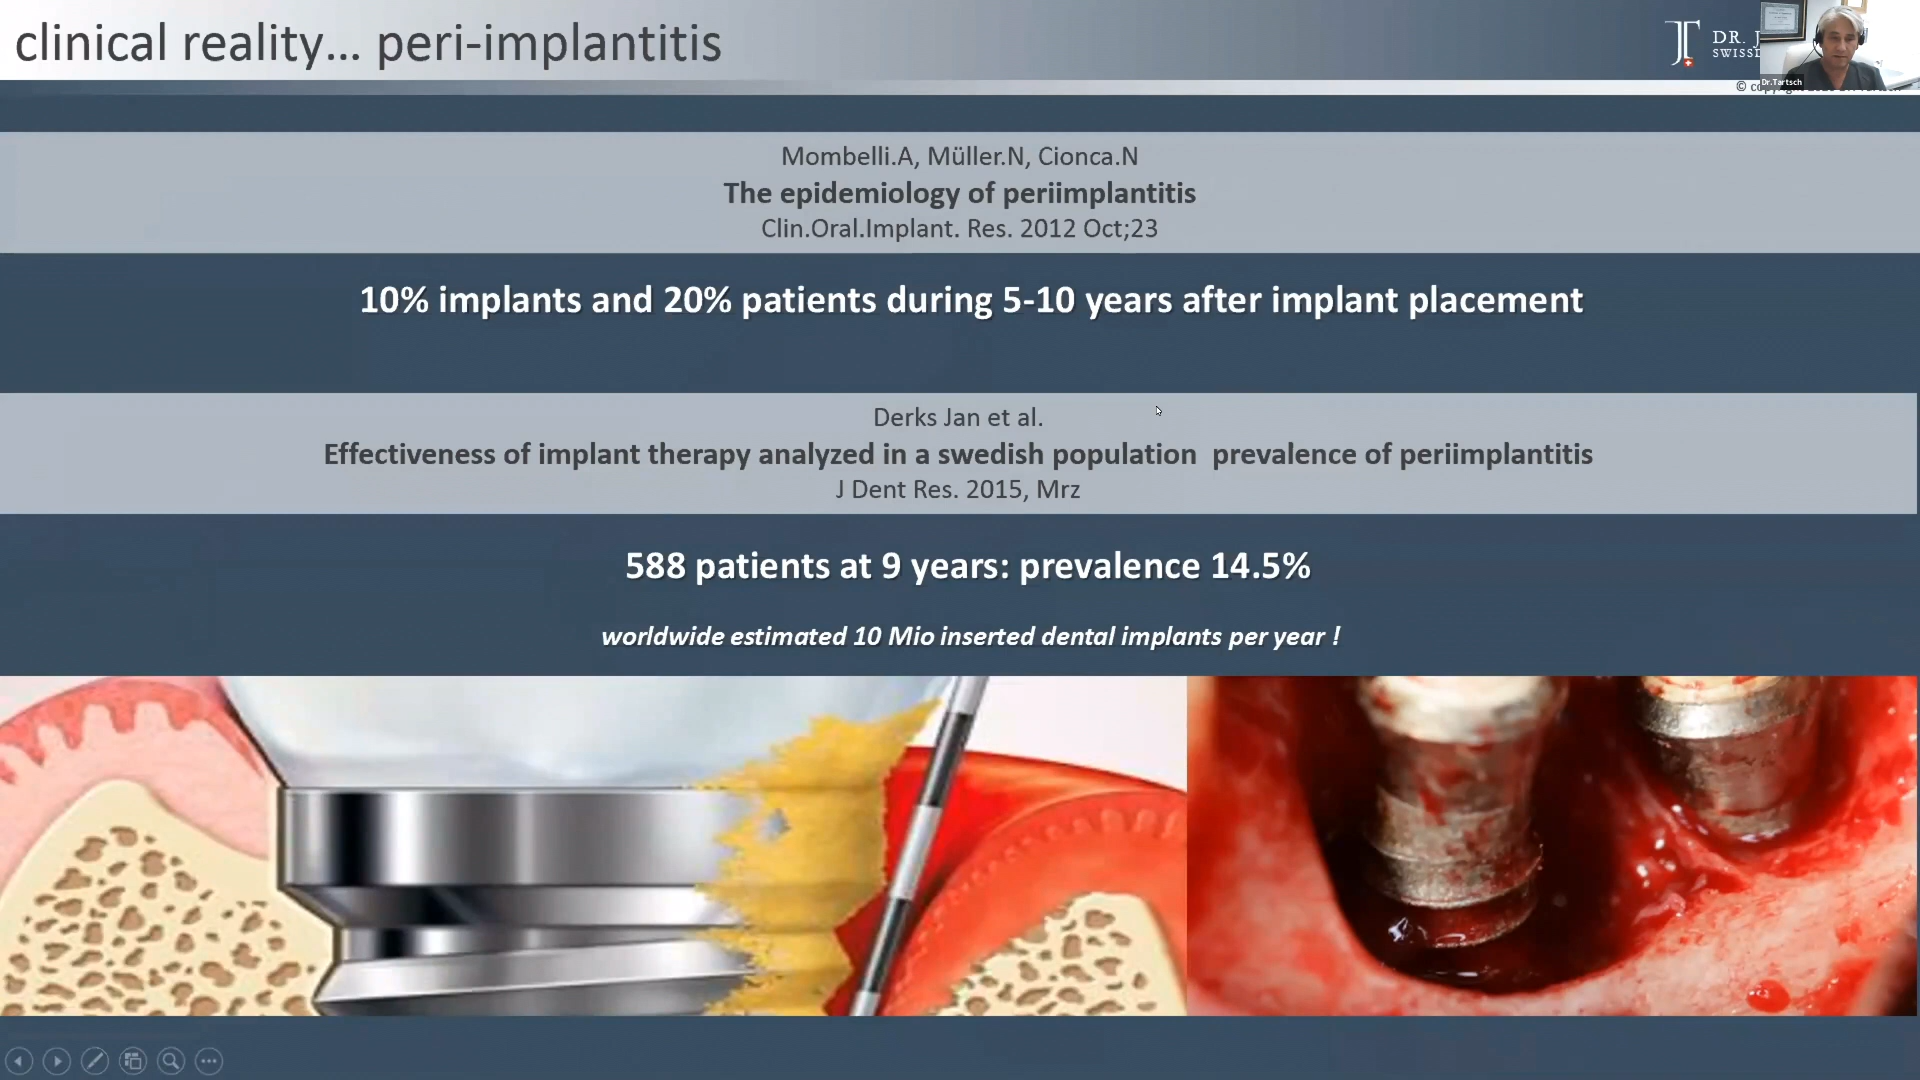 clinical reality... peri-implantitis
DR. J
SWISSD
Dr.Tartsch
©
Mombelli.A, Müller.N, Cionca.N
The epidemiology of periimplantitis
Clin.Oral.Implant. Res. 2012 Oct;23
10% implants and 20% patients during 5-10 years after implant placement
Derks Jan et al.
Effectiveness of implant therapy analyzed in a swedish population prevalence of periimplantitis
J Dent Res. 2015, Mrz
588 patients at 9 years: prevalence 14.5%
worldwide estimated 10 Mio inserted dental implants per year !